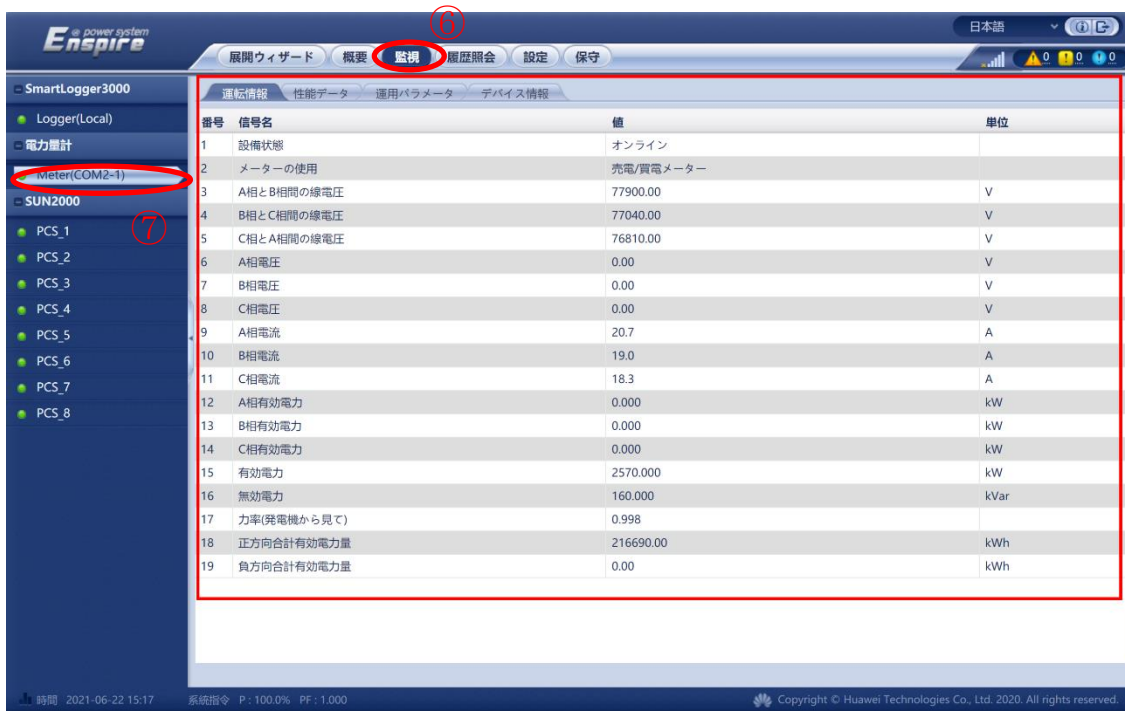 ⑥
Enspire e power system
日本語
展開ウィザード 概要 監視 履歴照会 設定 保守
0 0 0
SmartLogger3000
Logger(Local)
電力量計
Meter(COM2-1)
SUN2000
⑦
PCS_1
PCS_2
PCS_3
PCS_4
PCS_5
PCS_6
PCS_7
PCS_8
運転情報 性能データ 運用パラメータ デバイス情報
番号 信号名 値 単位
1 設備状態 オンライン
2 メーターの使用 売電/買電メーター
3 A相とB相間の線電圧 77900.00 V
4 B相とC相間の線電圧 77040.00 V
5 C相とA相間の線電圧 76810.00 V
6 A相電圧 0.00 V
7 B相電圧 0.00 V
8 C相電圧 0.00 V
9 A相電流 20.7 A
10 B相電流 19.0 A
11 C相電流 18.3 A
12 A相有効電力 0.000 kW
13 B相有効電力 0.000 kW
14 C相有効電力 0.000 kW
15 有効電力 2570.000 kW
16 無効電力 160.000 kVar
17 力率(発電機から見て) 0.998
18 正方向合計有効電力量 216690.00 kWh
19 負方向合計有効電力量 0.00 kWh
時間 2021-06-22 15:17 系統指令 P : 100.0% PF : 1.000 Copyright © Huawei Technologies Co., Ltd. 2020. All rights reserved.